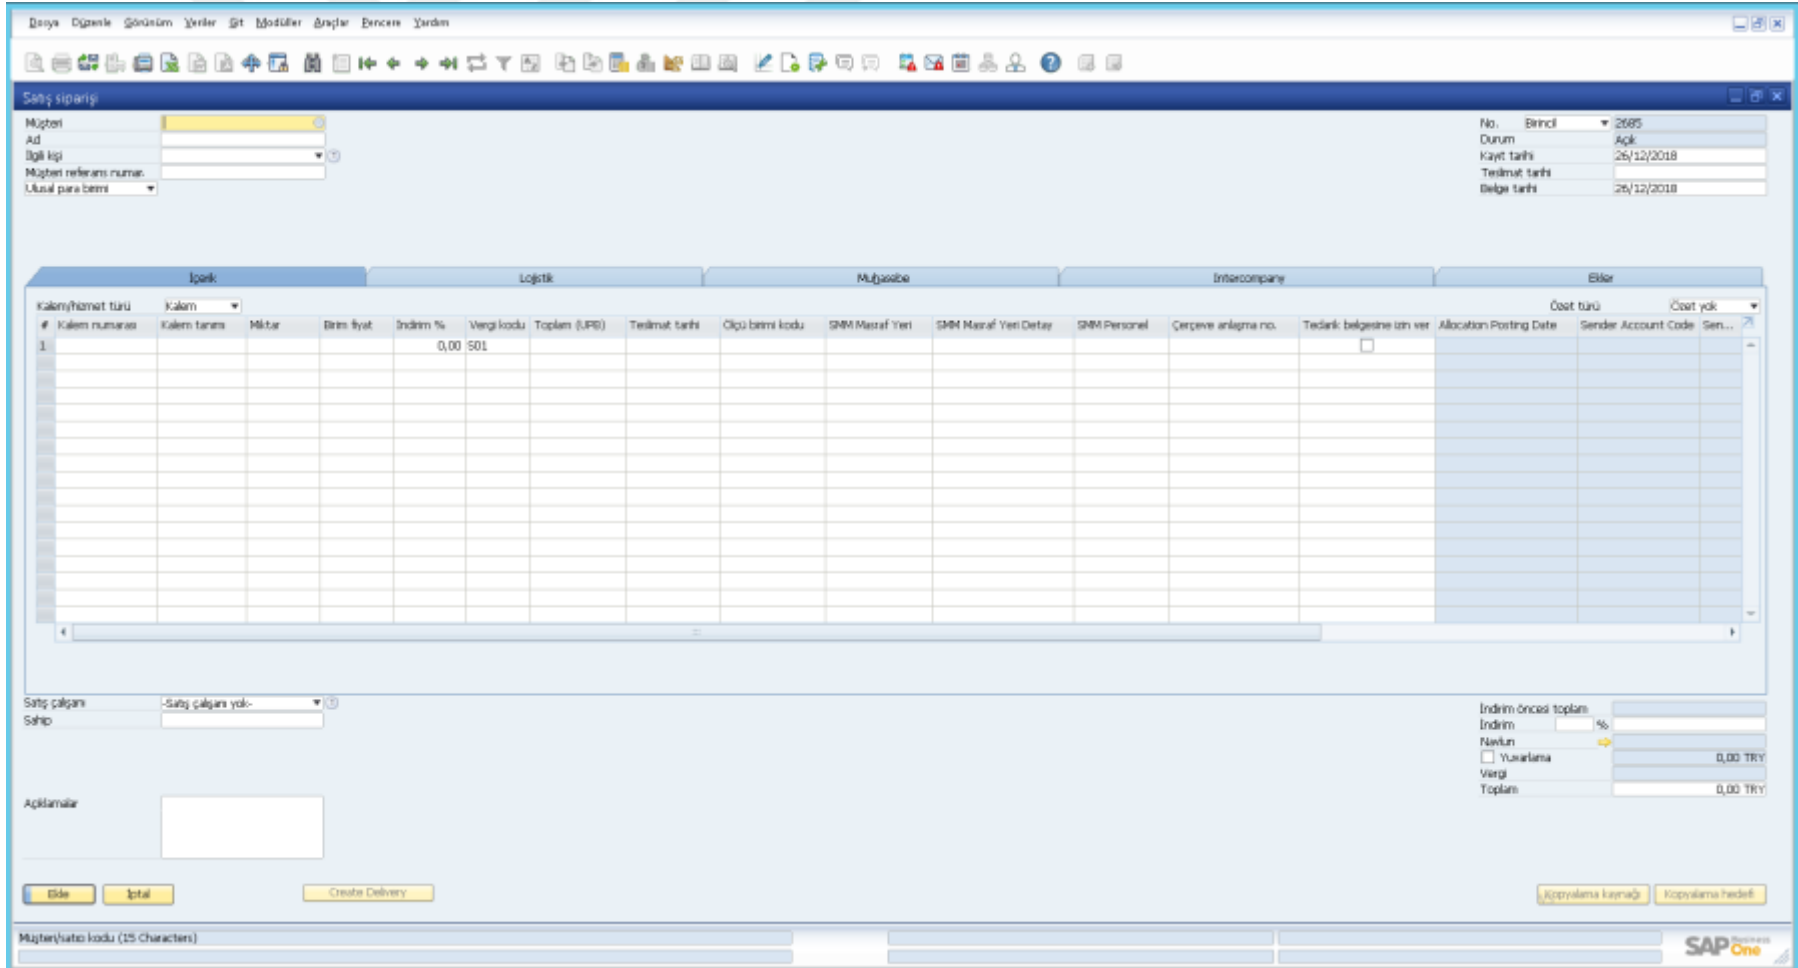 Dosya Düzenle Görünüm Veriler Git Modüller Araçlar Pencere Yardım
Satış siparişi
Müşteri
Ad
İlgili kişi
Müşteri referans numar.
Ulusal para birimi
No. Birincil 2685
Durum Açık
Kayıt tarihi 26/12/2018
Teslimat tarihi
Belge tarihi 26/12/2018
İçerik Lojistik Muhasebe Intercompany Ekler
Kalem/hizmet türü Kalem Özet türü Özet yok
# Kalem numarası Kalem tanımı Miktar Birim fiyat İndirim % Vergi kodu Toplam (UPB) Teslimat tarihi Ölçü birimi kodu SMM Masraf Yeri SMM Masraf Yeri Detay SMM Personel Çerçeve anlaşma no. Tedarik belgesine izin ver Allocation Posting Date Sender Account Code Sen...
1 0,00 S01
Satış çalışanı -Satış çalışanı yok-
Sahip
İndirim öncesi toplam
İndirim %
Navlun
Yuvarlama 0,00 TRY
Vergi
Toplam 0,00 TRY
Açıklamalar
Ekle İptal Create Delivery Kopyalama kaynağı Kopyalama hedefi
Müşteri/satıcı kodu (15 Characters)
SAP Business One